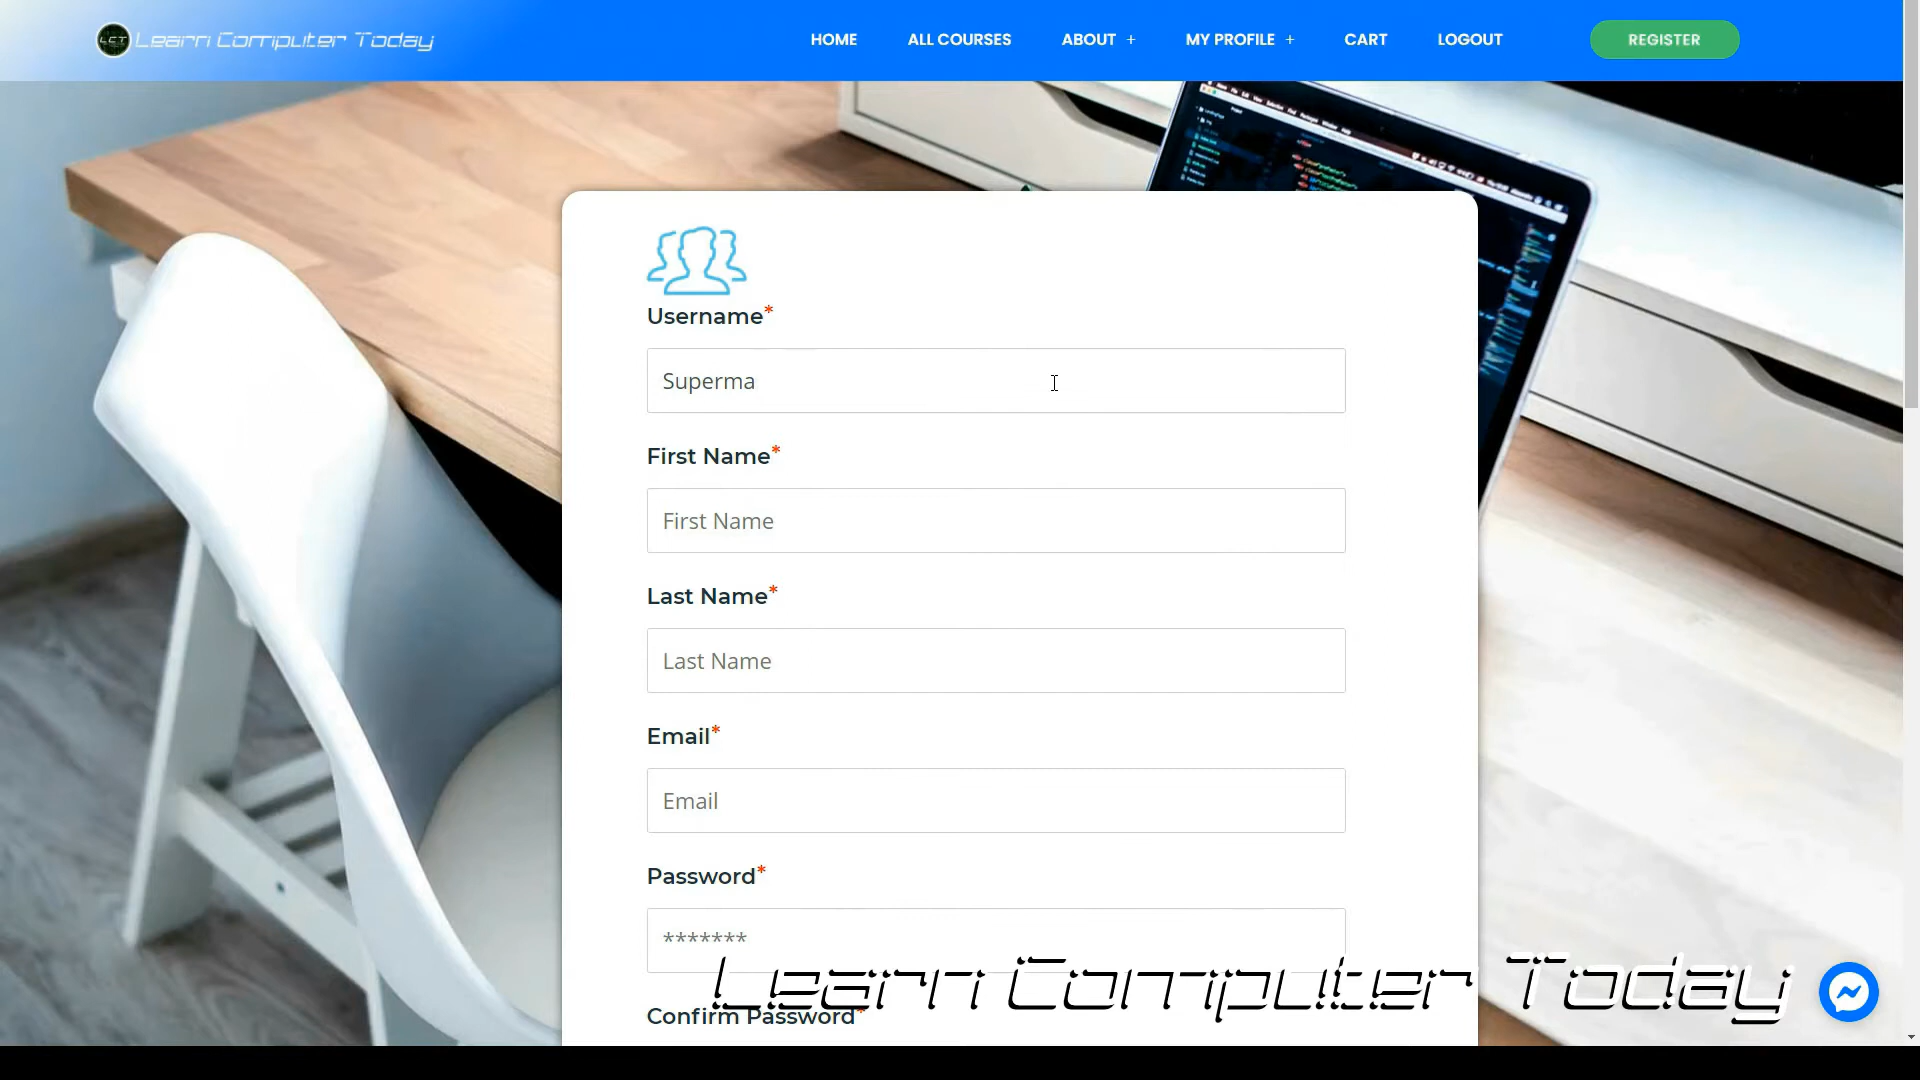 LCT Learn Computer Today
HOME ALL COURSES ABOUT + MY PROFILE + CART LOGOUT REGISTER
Username*
Superma
First Name*
First Name
Last Name*
Last Name
Email*
Email
Password*
*******
Confirm Password*
Learn Computer Today